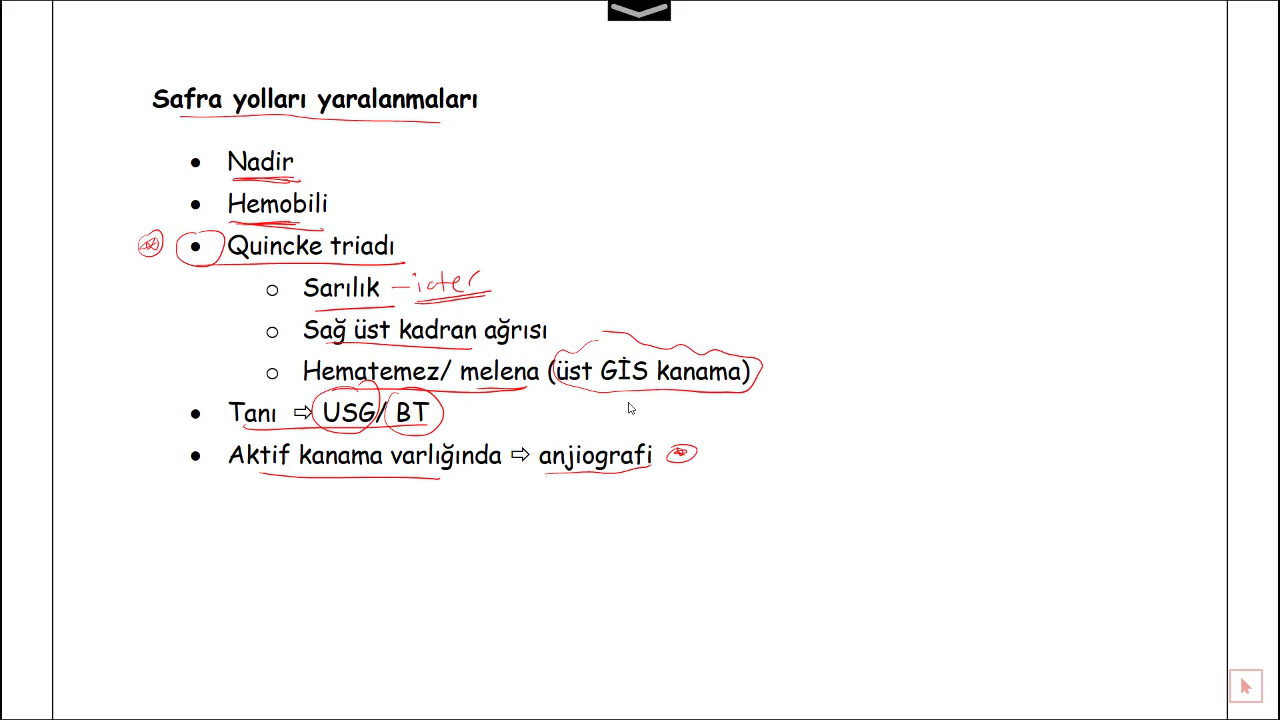 Safra yolları yaralanmaları
• Nadir
• Hemobili
• Quincke triadı
o Sarılık – icter
o Sağ üst kadran ağrısı
o Hematemez/ melena (üst GİS kanama)
• Tanı ⇨ USG/ BT
• Aktif kanama varlığında ⇨ anjiografi